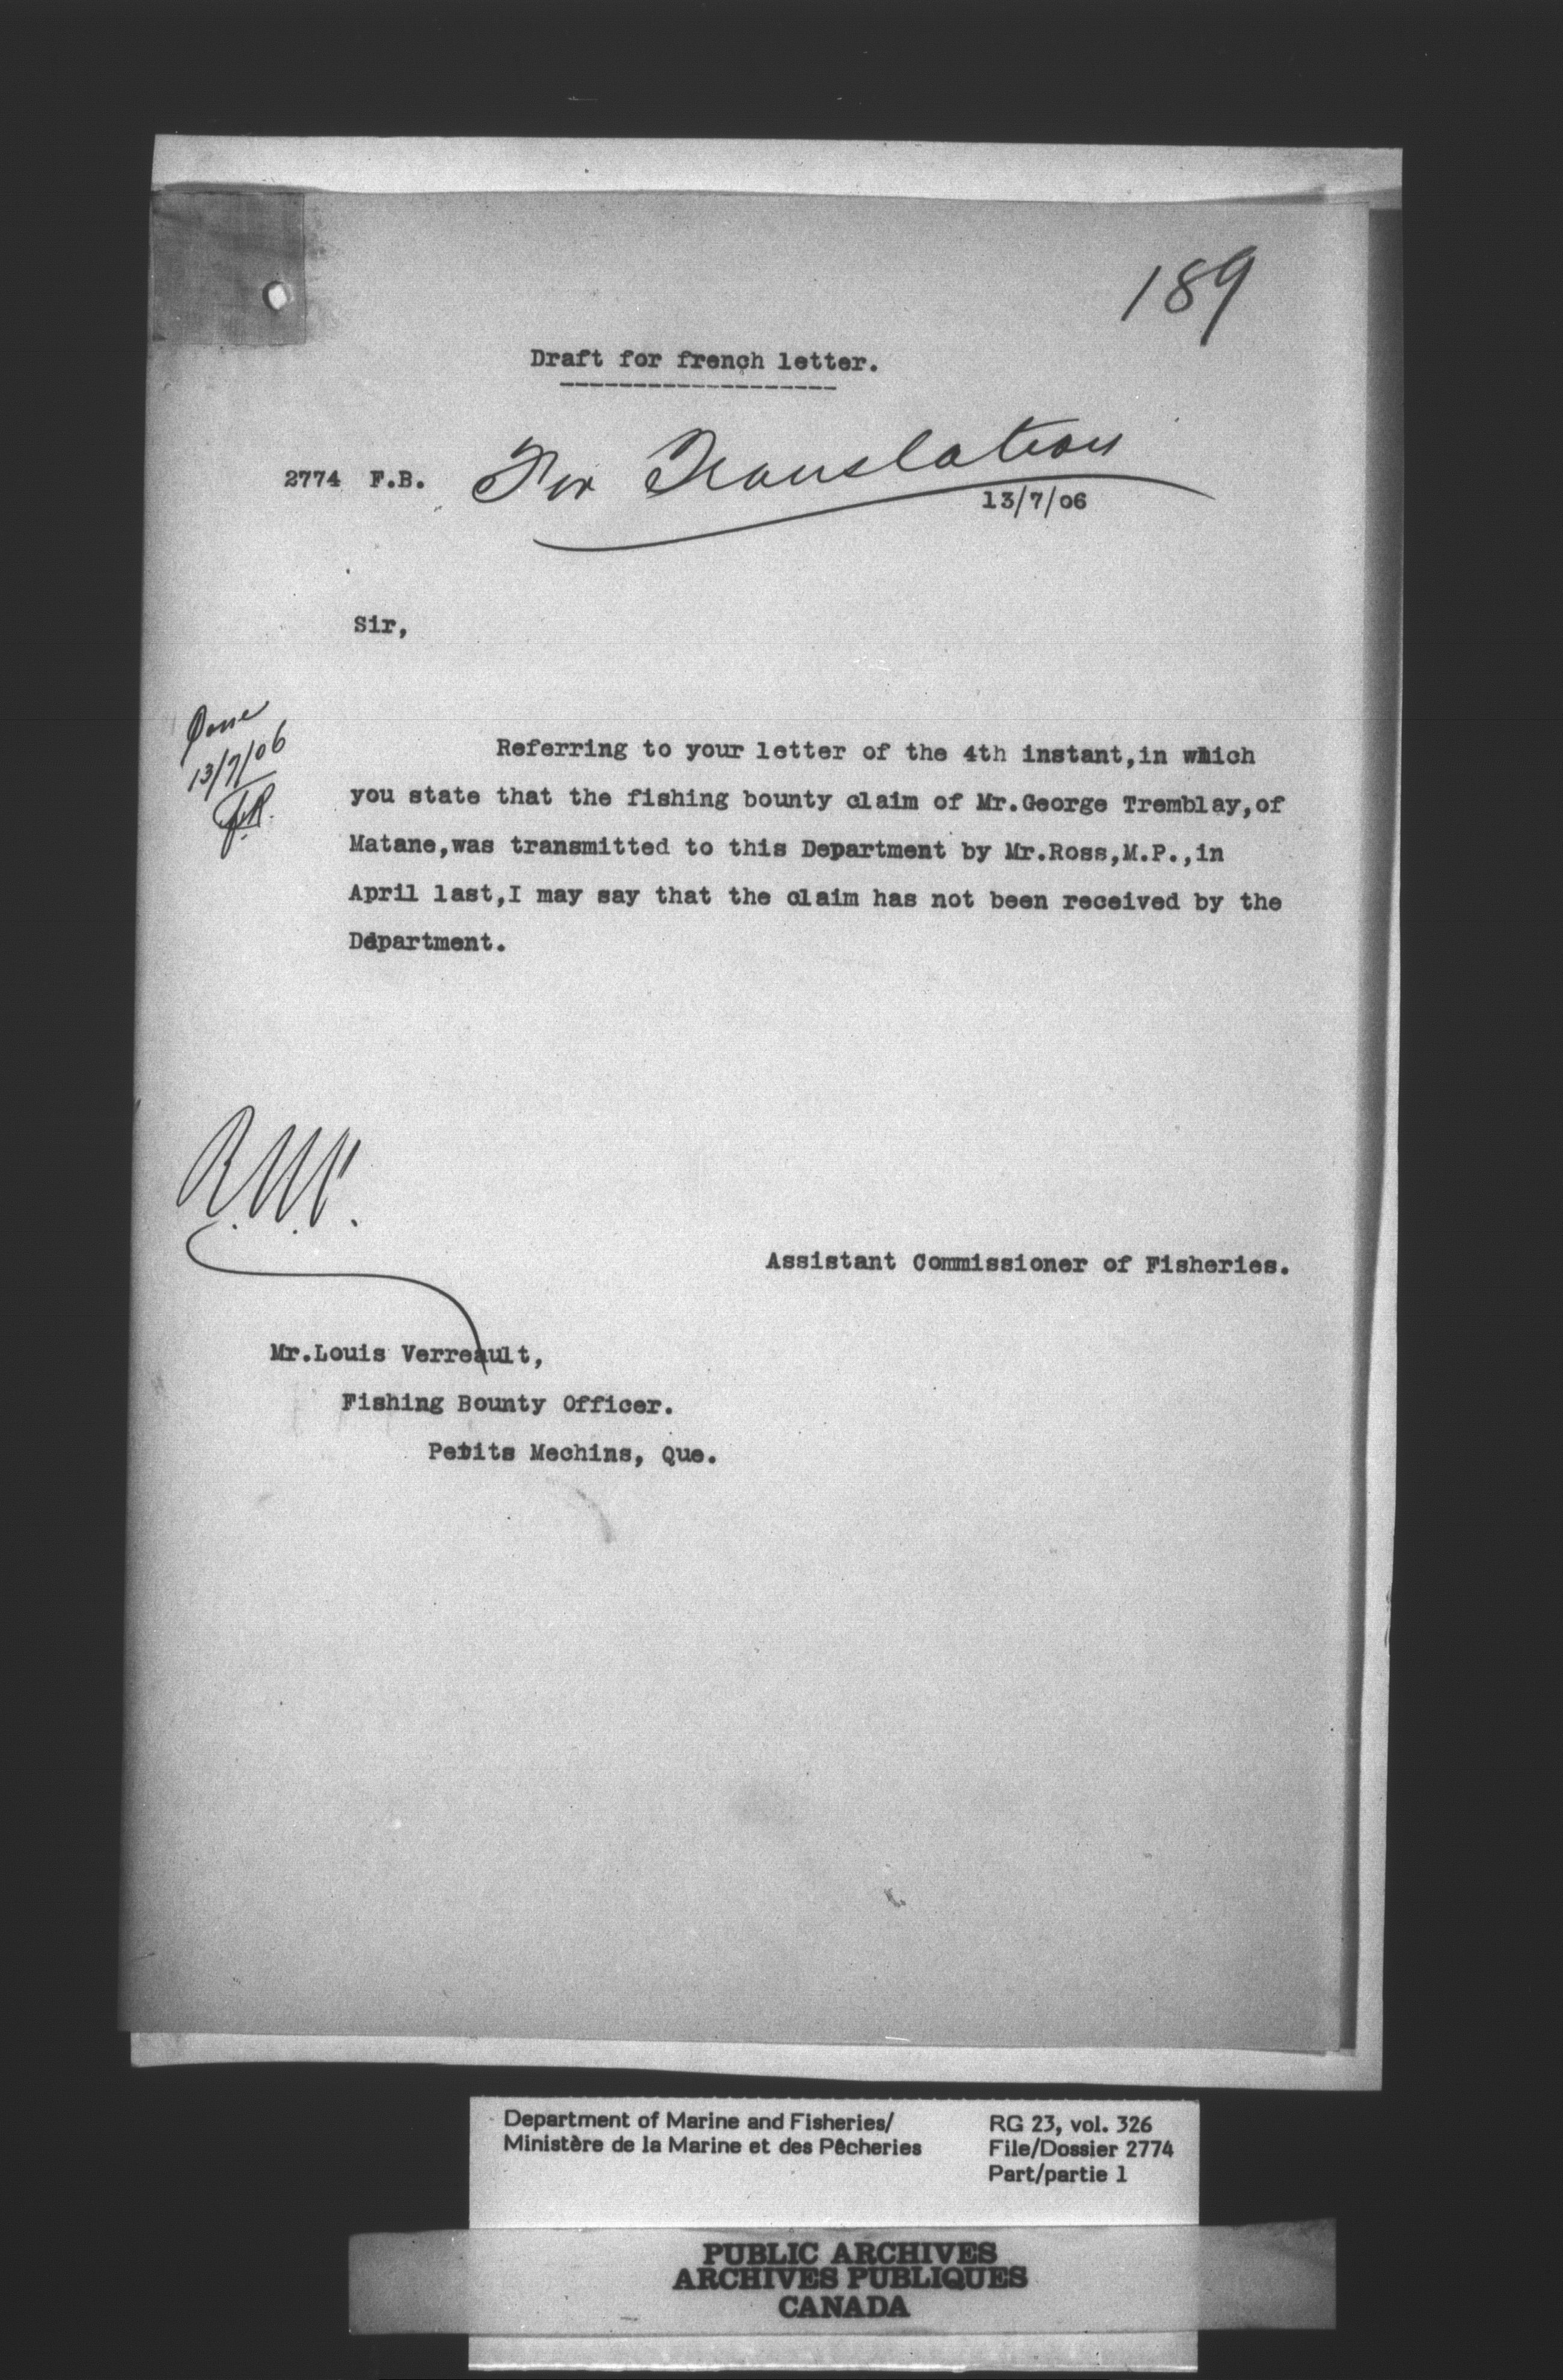 189
Draft for french letter.
-------------------
2774 F.B. For Translation
13/7/06
Sir,
Done
13/7/06
Referring to your letter of the 4th instant,in which
you state that the fishing bounty claim of Mr.George Tremblay,of
Matane,was transmitted to this Department by Mr.Ross,M.P.,in
April last,I may say that the claim has not been received by the
Department.
Assistant Commissioner of Fisheries.
Mr.Louis Verreault,
Fishing Bounty Officer.
Petits Mechins, Que.
Department of Marine and Fisheries/
Ministère de la Marine et des Pêcheries
RG 23, vol. 326
File/Dossier 2774
Part/partie 1
PUBLIC ARCHIVES
ARCHIVES PUBLIQUES
CANADA